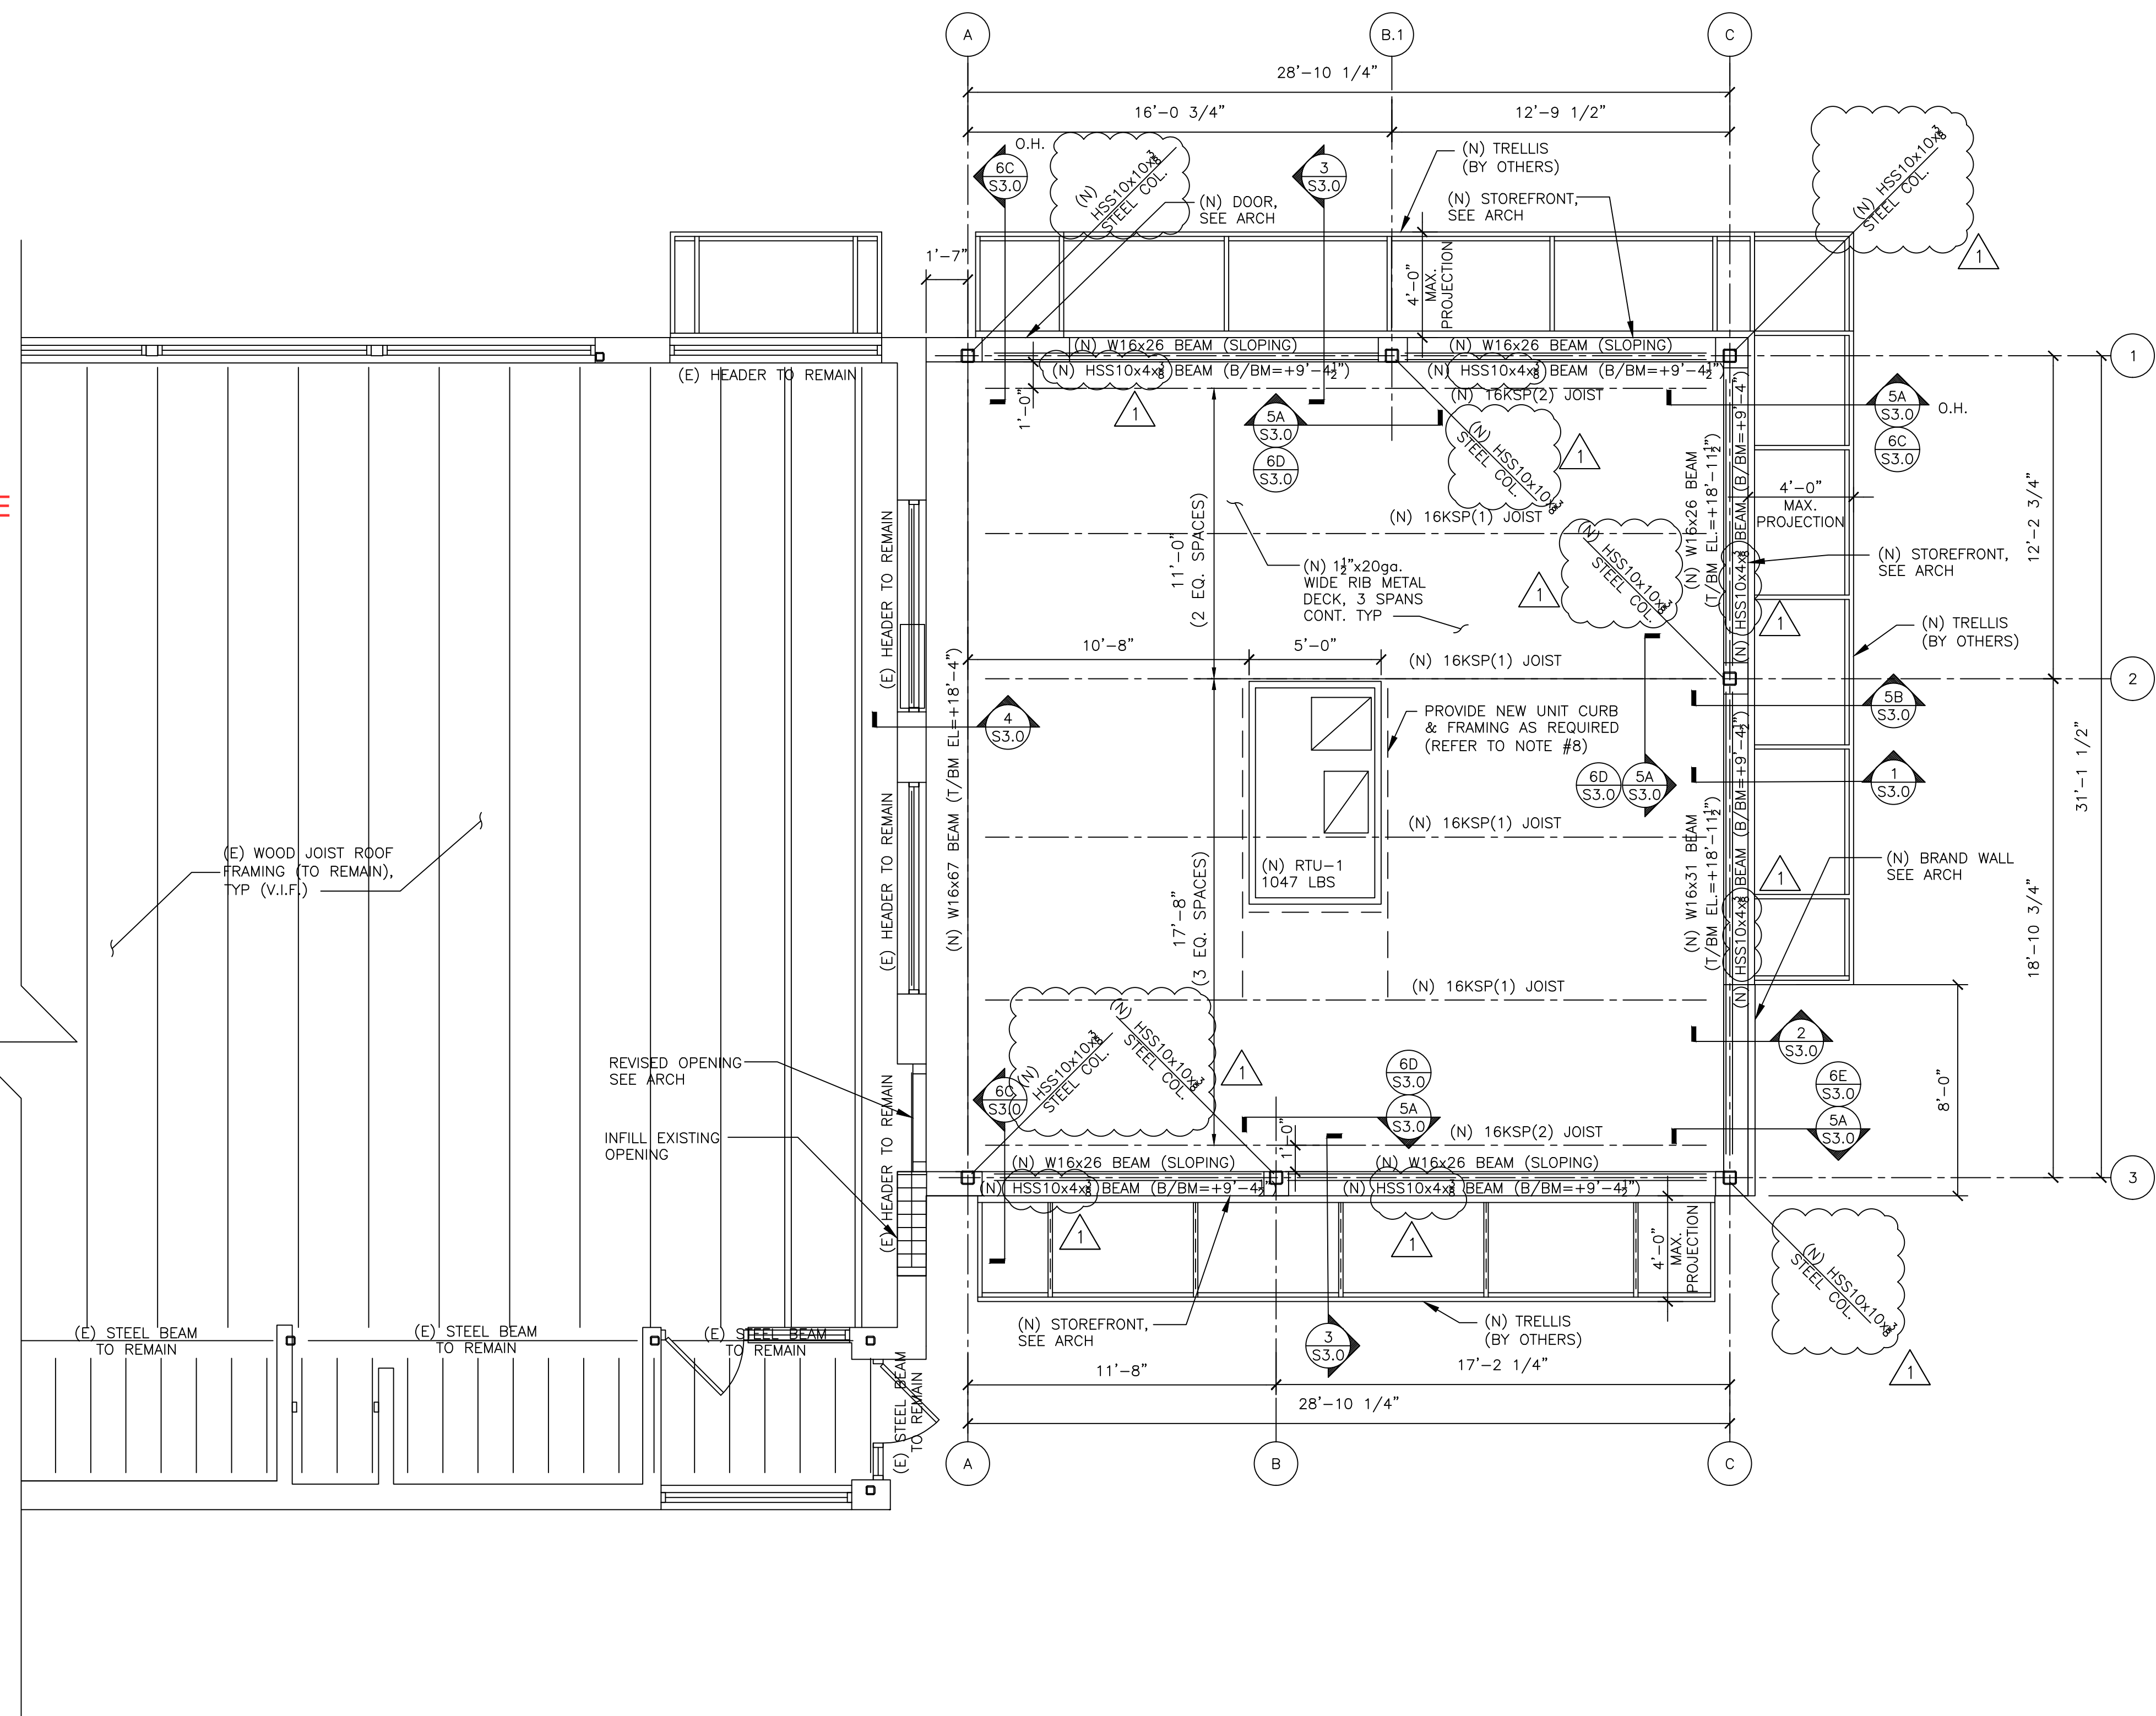 A
B.1
C
28'-10 1/4"
16'-0 3/4"
12'-9 1/2"
O.H.
6C
S3.0
(N)
HSS10x10x3/8
STEEL COL.
3
S3.0
(N) TRELLIS
(BY OTHERS)
(N) DOOR,
SEE ARCH
(N) STOREFRONT,
SEE ARCH
(N) HSS10x10x3/8
STEEL COL.
1
1'-7"
4'-0"
MAX.
PROJECTION
(N) W16x26 BEAM (SLOPING)
(N) W16x26 BEAM (SLOPING)
(N) HSS10x4x3/8 BEAM (B/BM=+9'-4 1/2")
(N) HSS10x4x3/8 BEAM (B/BM=+9'-4 1/2")
1
(E) HEADER TO REMAIN
1'-0"
1
(N) 16KSP(2) JOIST
5A
S3.0
6D
S3.0
(N) HSS10x10x3/8
STEEL COL.
1
5A
S3.0
O.H.
6C
S3.0
(N) W16x26 BEAM
(T/BM EL.=+18'-11 1/2")
(N) HSS10x4x3/8 BEAM (B/BM=+9'-4")
4'-0"
MAX.
PROJECTION
12'-2 3/4"
(E) HEADER TO REMAIN
11'-0"
(2 EQ. SPACES)
(N) 16KSP(1) JOIST
(N) 1 1/2"x20ga.
WIDE RIB METAL
DECK, 3 SPANS
CONT. TYP
(N) HSS10x10x3/8
STEEL COL.
1
1
(N) STOREFRONT,
SEE ARCH
(N) TRELLIS
(BY OTHERS)
10'-8"
5'-0"
(N) 16KSP(1) JOIST
2
(N) W16x67 BEAM (T/BM EL=+18'-4")
4
S3.0
PROVIDE NEW UNIT CURB
& FRAMING AS REQUIRED
(REFER TO NOTE #8)
5B
S3.0
6D
S3.0
5A
S3.0
1
S3.0
31'-1 1/2"
(E) HEADER TO REMAIN
(N) 16KSP(1) JOIST
(N) RTU-1
1047 LBS
(E) WOOD JOIST ROOF
FRAMING (TO REMAIN),
TYP (V.I.F.)
17'-8"
(3 EQ. SPACES)
(N) W16x31 BEAM
(T/BM EL.=+18'-11 1/2")
(N) HSS10x4x3/8 BEAM (B/BM=+9'-4 1/2")
1
(N) BRAND WALL
SEE ARCH
18'-10 3/4"
(N) 16KSP(1) JOIST
REVISED OPENING
SEE ARCH
(E) HEADER TO REMAIN
6C
S3.0
(N)
HSS10x10x3/8
STEEL COL.
(N) HSS10x10x3/8
STEEL COL.
1
6D
S3.0
5A
S3.0
2
S3.0
6E
S3.0
5A
S3.0
8'-0"
INFILL EXISTING
OPENING
1'-0"
(N) 16KSP(2) JOIST
(N) W16x26 BEAM (SLOPING)
(N) W16x26 BEAM (SLOPING)
3
(N) HSS10x4x3/8 BEAM (B/BM=+9'-4 1/2")
(N) HSS10x4x3/8 BEAM (B/BM=+9'-4 1/2")
1
1
4'-0"
MAX.
PROJECTION
(N) HSS10x10x3/8
STEEL COL.
1
(E) STEEL BEAM
TO REMAIN
(E) STEEL BEAM
TO REMAIN
(E) STEEL BEAM
TO REMAIN
(E) STEEL BEAM
TO REMAIN
(N) STOREFRONT,
SEE ARCH
3
S3.0
(N) TRELLIS
(BY OTHERS)
11'-8"
17'-2 1/4"
28'-10 1/4"
A
B
C